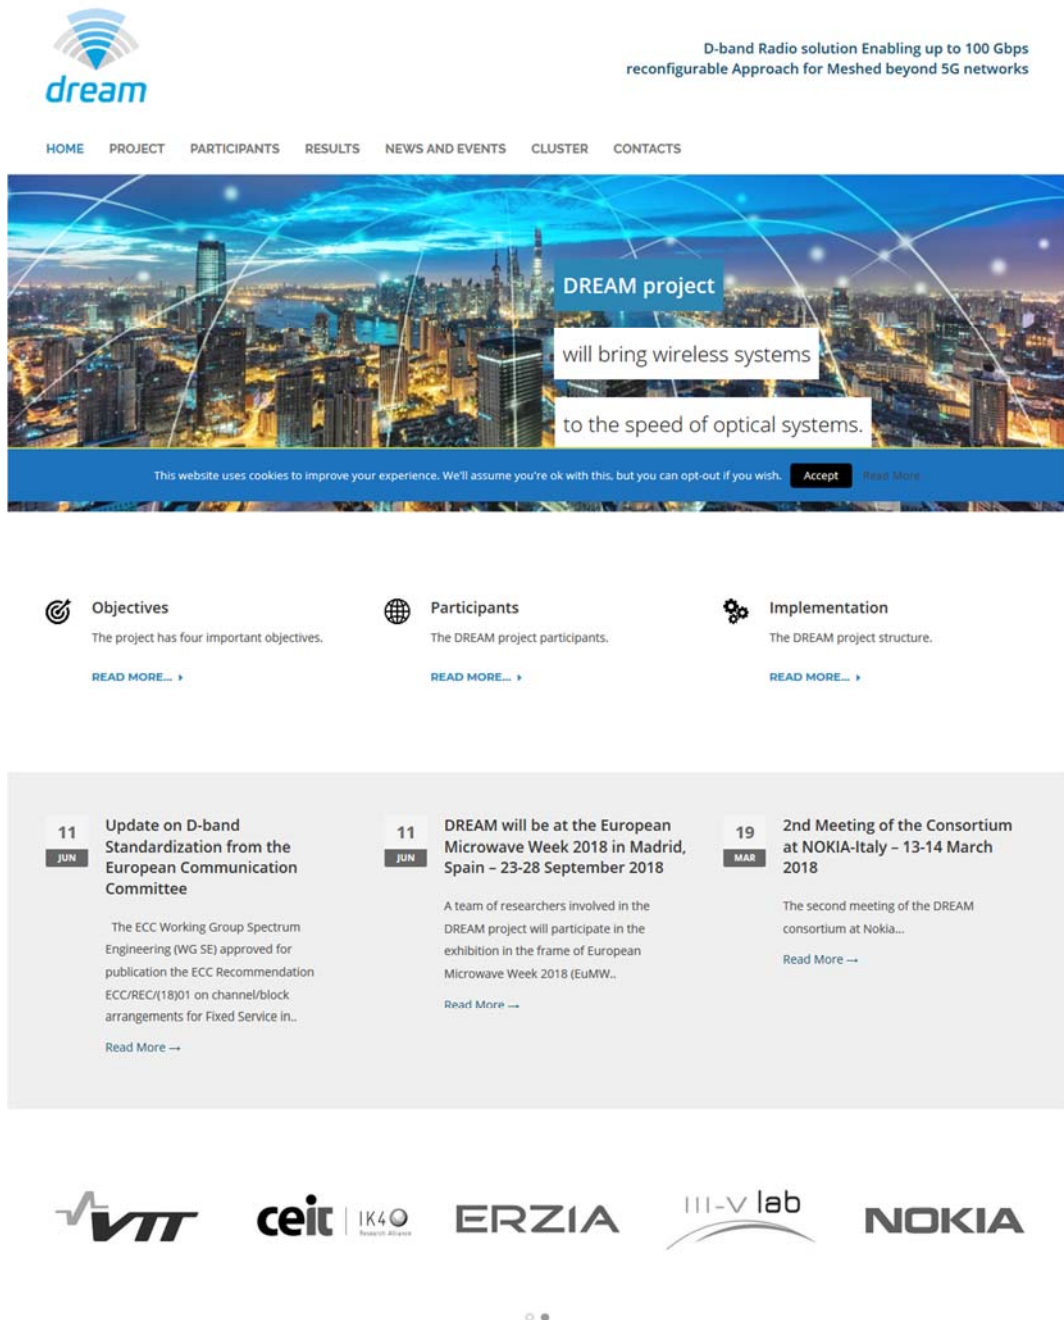 dream
D-band Radio solution Enabling up to 100 Gbps
reconfigurable Approach for Meshed beyond 5G networks
HOME PROJECT PARTICIPANTS RESULTS NEWS AND EVENTS CLUSTER CONTACTS
DREAM project
will bring wireless systems
to the speed of optical systems.
This website uses cookies to improve your experience. We'll assume you're ok with this, but you can opt-out if you wish. Accept Read More
Objectives
The project has four important objectives.
READ MORE...
Participants
The DREAM project participants.
READ MORE...
Implementation
The DREAM project structure.
READ MORE...
11
JUN
Update on D-band
Standardization from the
European Communication
Committee
The ECC Working Group Spectrum
Engineering (WG SE) approved for
publication the ECC Recommendation
ECC/REC/(18)01 on channel/block
arrangements for Fixed Service in..
Read More →
11
JUN
DREAM will be at the European
Microwave Week 2018 in Madrid,
Spain – 23-28 September 2018
A team of researchers involved in the
DREAM project will participate in the
exhibition in the frame of European
Microwave Week 2018 (EuMW..
Read More →
19
MAR
2nd Meeting of the Consortium
at NOKIA-Italy – 13-14 March
2018
The second meeting of the DREAM
consortium at Nokia...
Read More →
VTT
ceit IK4
Research Alliance
ERZIA
III-V lab
NOKIA